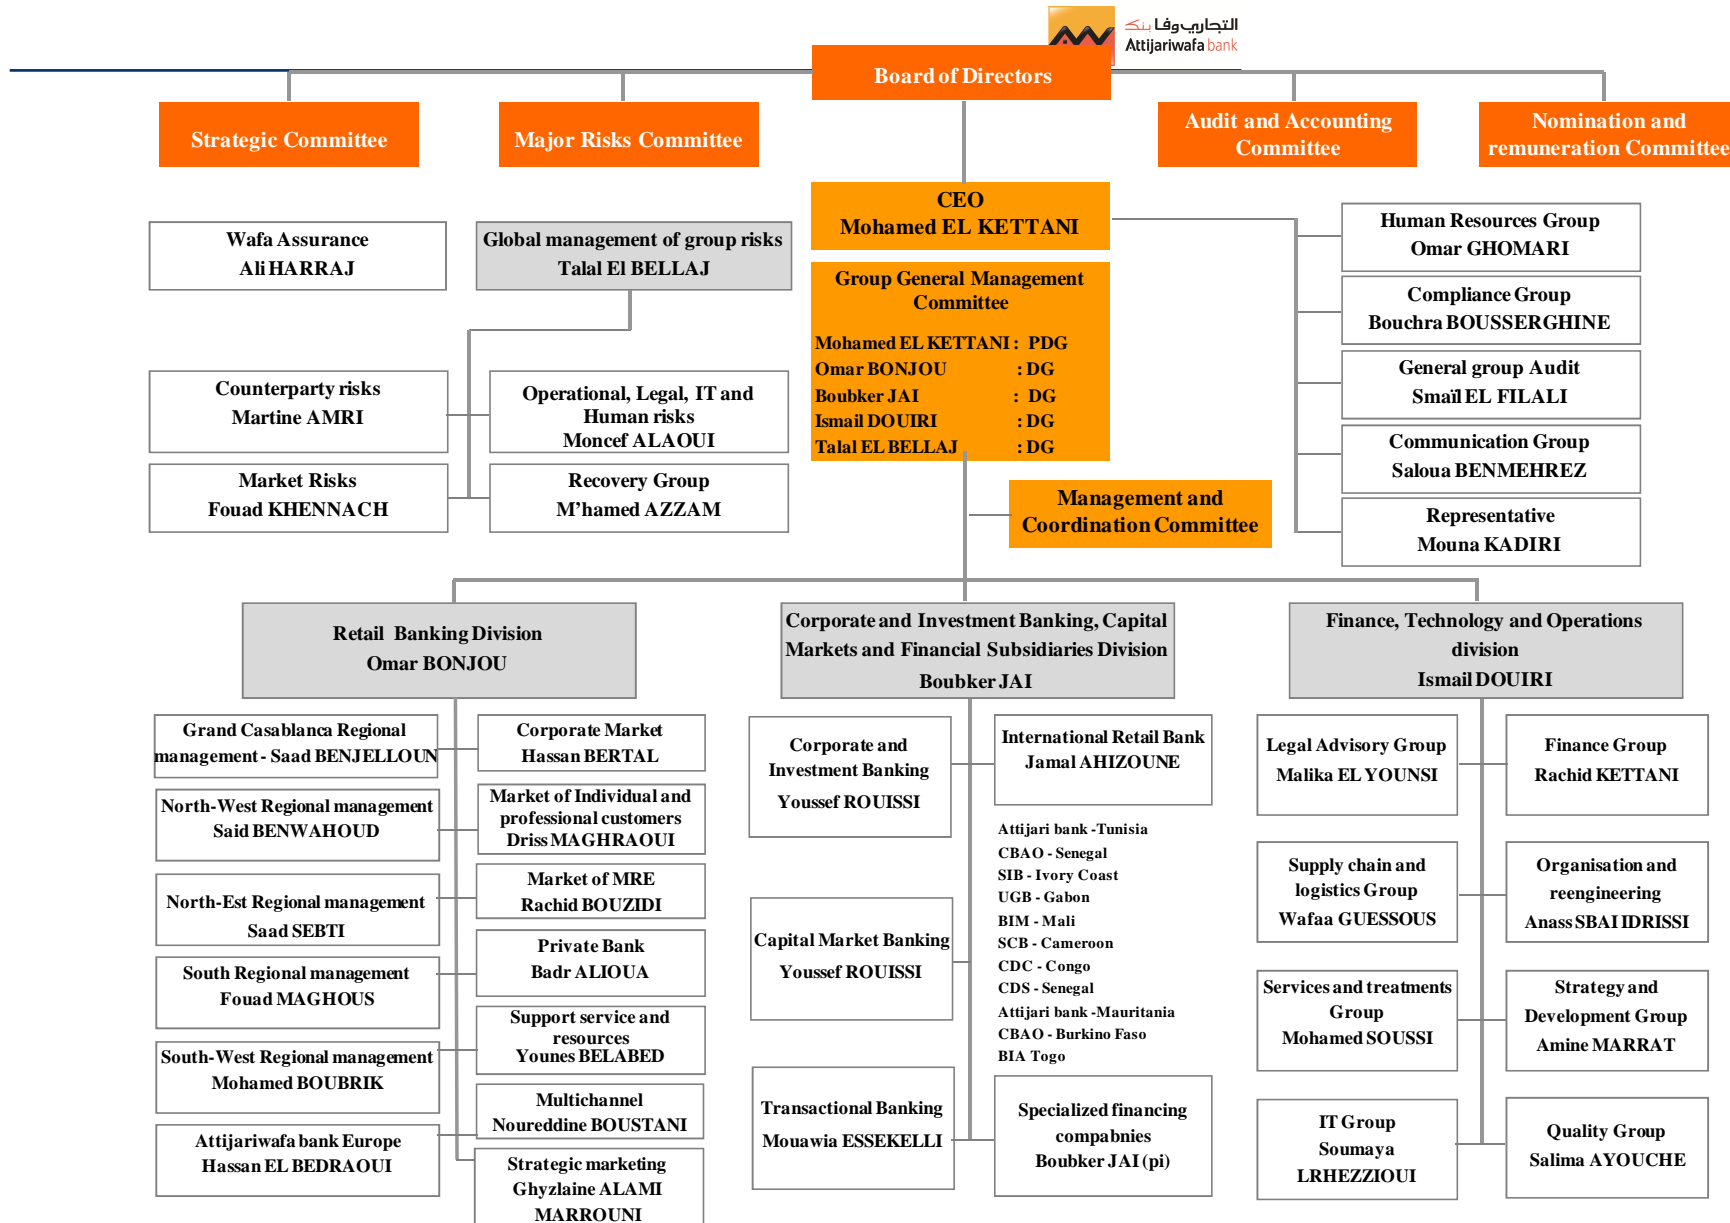 التجاري وفا بنك
Attijariwafa bank
Board of Directors
Strategic Committee
Major Risks Committee
Audit and Accounting
Committee
Nomination and
remuneration Committee
CEO
Mohamed EL KETTANI
Wafa Assurance
Ali HARRAJ
Global management of group risks
Talal El BELLAJ
Group General Management
Committee
Mohamed EL KETTANI : PDG
Omar BONJOU : DG
Boubker JAI : DG
Ismail DOUIRI : DG
Talal EL BELLAJ : DG
Human Resources Group
Omar GHOMARI
Compliance Group
Bouchra BOUSSERGHINE
General group Audit
Smaïl EL FILALI
Communication Group
Saloua BENMEHREZ
Representative
Mouna KADIRI
Counterparty risks
Martine AMRI
Operational, Legal, IT and
Human risks
Moncef ALAOUI
Market Risks
Fouad KHENNACH
Recovery Group
M’hamed AZZAM
Management and
Coordination Committee
Retail Banking Division
Omar BONJOU
Corporate and Investment Banking, Capital
Markets and Financial Subsidiaries Division
Boubker JAI
Finance, Technology and Operations
division
Ismail DOUIRI
Grand Casablanca Regional
management - Saad BENJELLOUN
North-West Regional management
Said BENWAHOUD
North-Est Regional management
Saad SEBTI
South Regional management
Fouad MAGHOUS
South-West Regional management
Mohamed BOUBRIK
Attijariwafa bank Europe
Hassan EL BEDRAOUI
Corporate Market
Hassan BERTAL
Market of Individual and
professional customers
Driss MAGHRAOUI
Market of MRE
Rachid BOUZIDI
Private Bank
Badr ALIOUA
Support service and
resources
Younes BELABED
Multichannel
Noureddine BOUSTANI
Strategic marketing
Ghyzlaine ALAMI
MARROUNI
Corporate and
Investment Banking
Youssef ROUISSI
Capital Market Banking
Youssef ROUISSI
Transactional Banking
Mouawia ESSEKELLI
International Retail Bank
Jamal AHIZOUNE
Attijari bank -Tunisia
CBAO - Senegal
SIB - Ivory Coast
UGB - Gabon
BIM - Mali
SCB - Cameroon
CDC - Congo
CDS - Senegal
Attijari bank -Mauritania
CBAO - Burkino Faso
BIA Togo
Specialized financing
compabnies
Boubker JAI (pi)
Legal Advisory Group
Malika EL YOUNSI
Supply chain and
logistics Group
Wafaa GUESSOUS
Services and treatments
Group
Mohamed SOUSSI
IT Group
Soumaya
LRHEZZIOUI
Finance Group
Rachid KETTANI
Organisation and
reengineering
Anass SBAI IDRISSI
Strategy and
Development Group
Amine MARRAT
Quality Group
Salima AYOUCHE